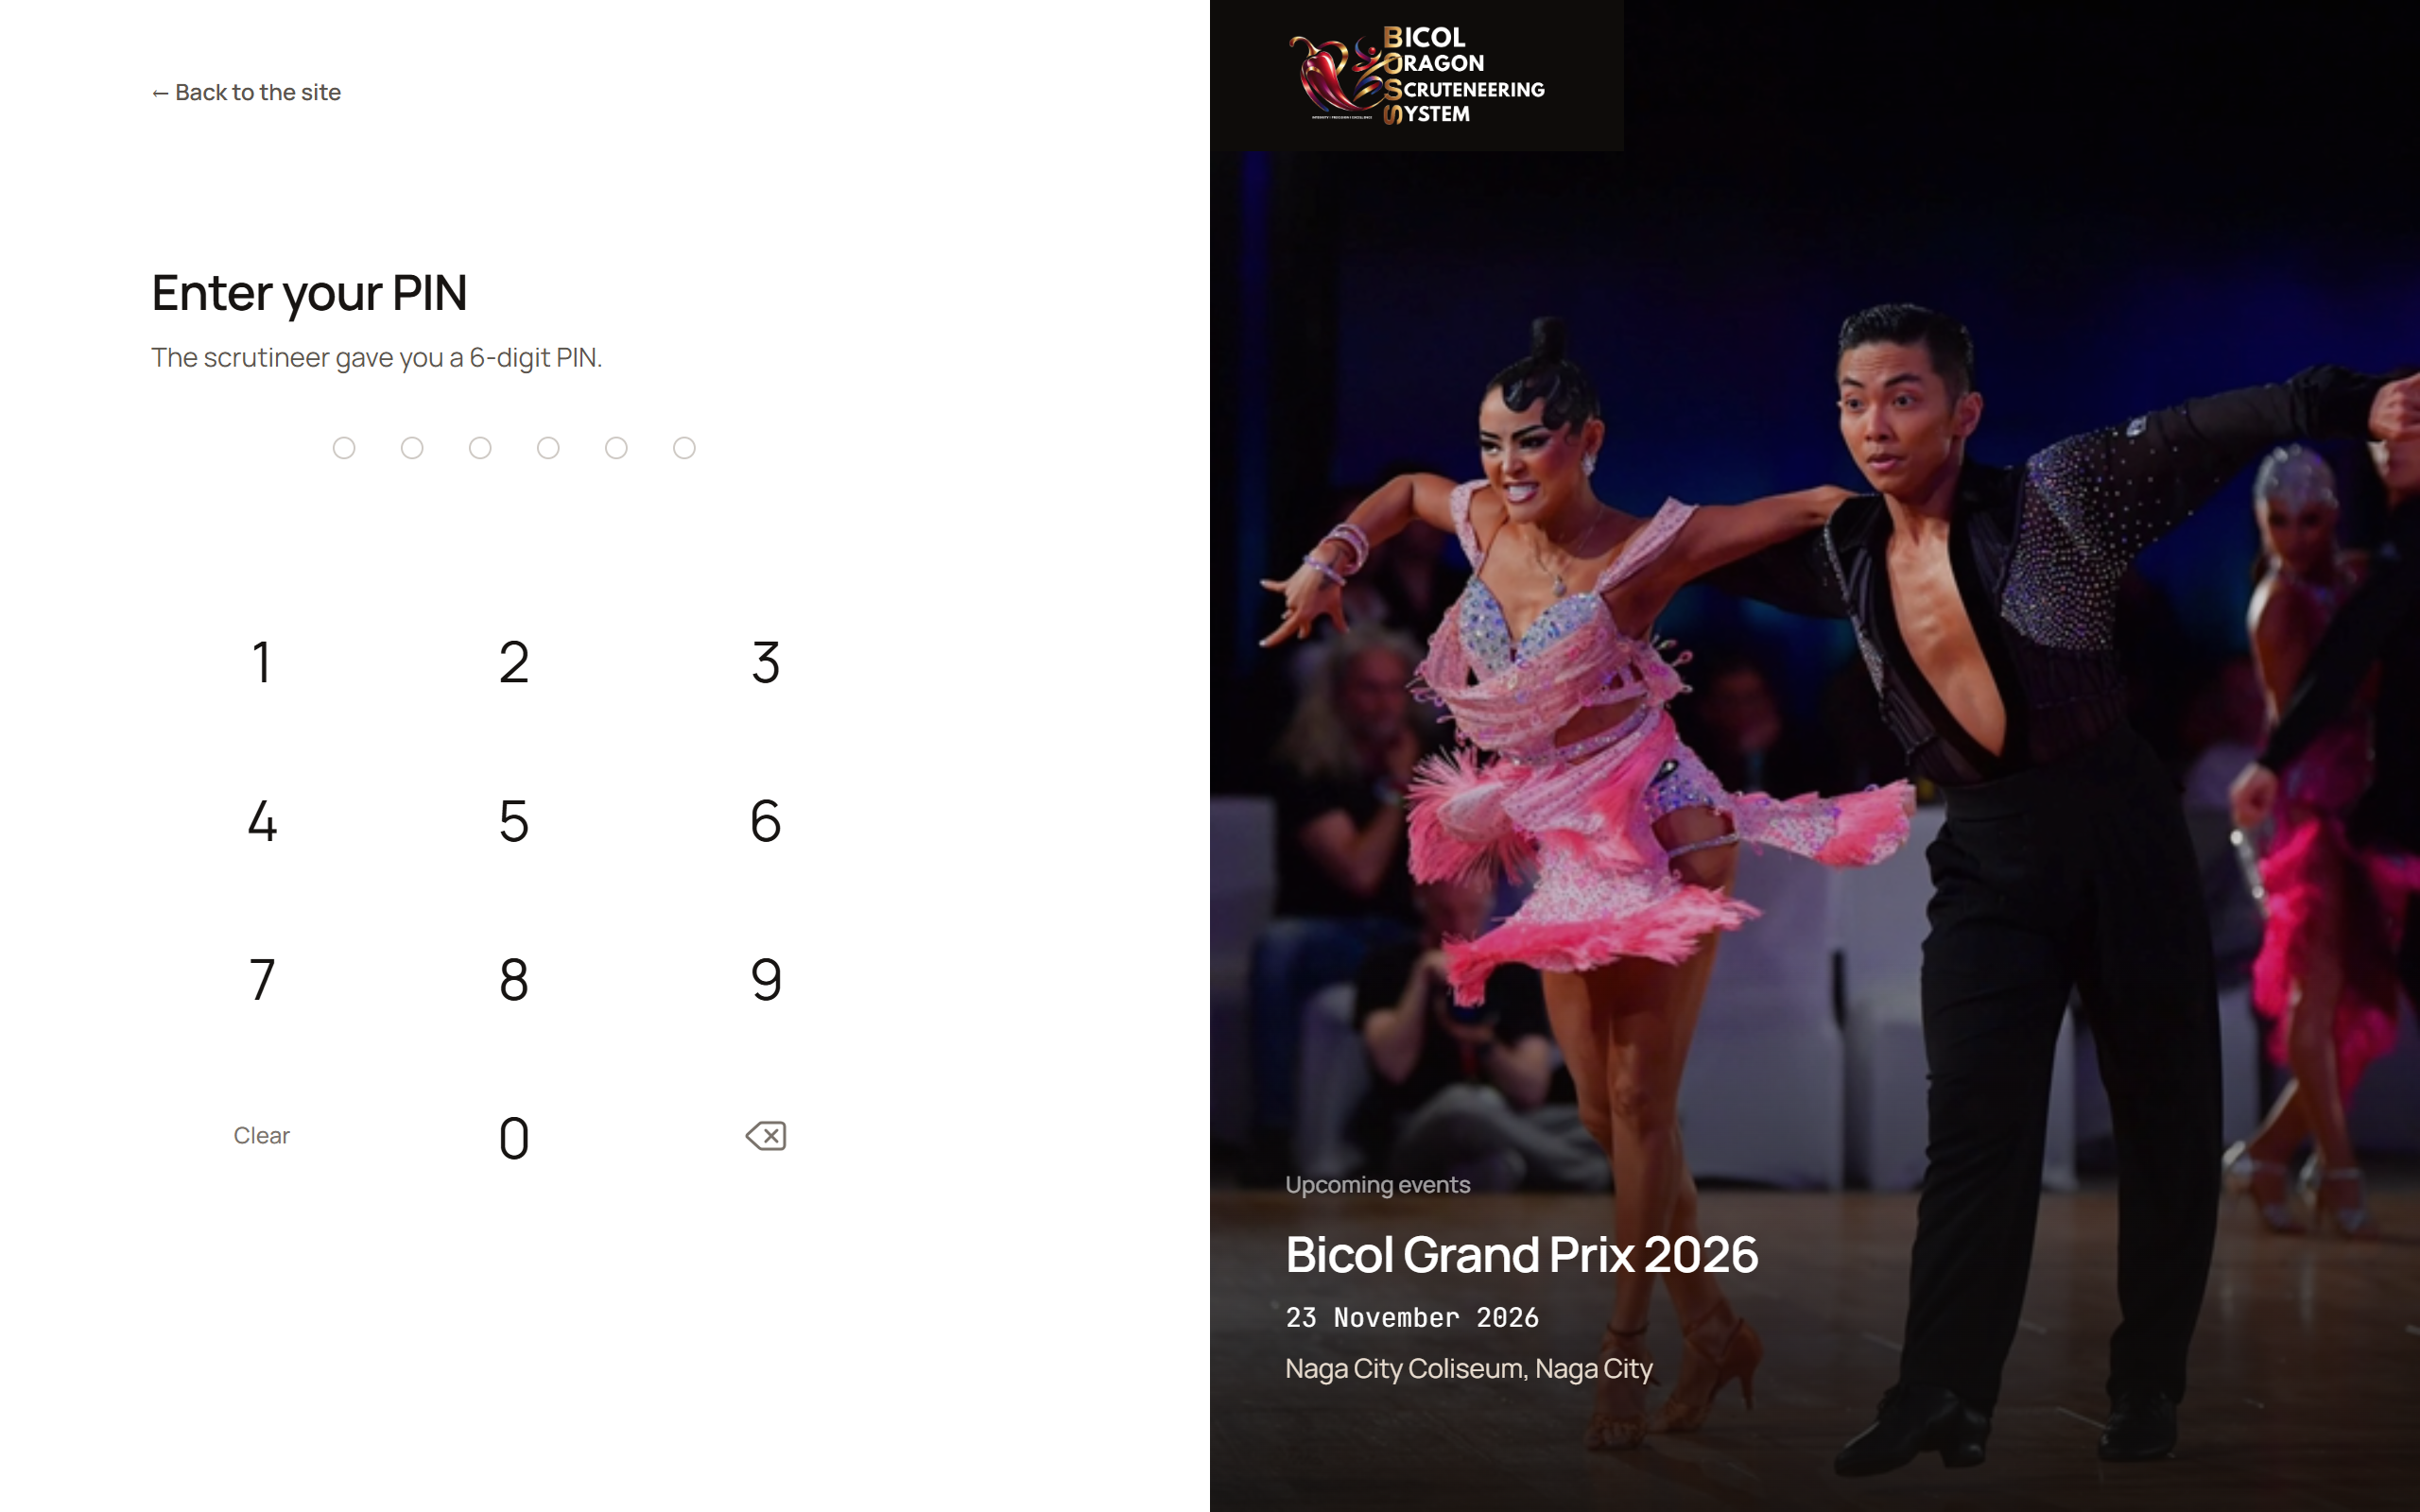 ← Back to the site
Enter your PIN
The scrutineer gave you a 6-digit PIN.
1 2 3
4 5 6
7 8 9
Clear 0
BICOL
ORAGON
SCRUTENEERING
SYSTEM
Upcoming events
Bicol Grand Prix 2026
23 November 2026
Naga City Coliseum, Naga City